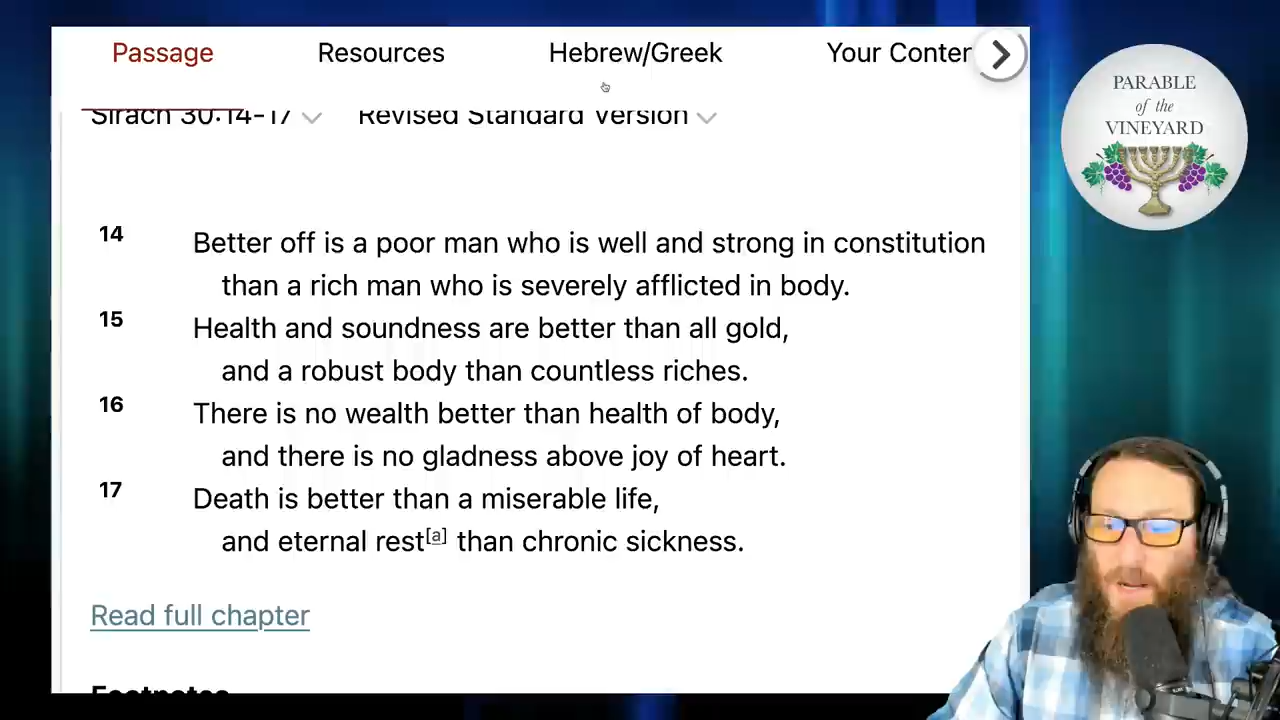 Passage Resources Hebrew/Greek Your Conten
Sirach 30:14-17 Revised Standard Version
14 Better off is a poor man who is well and strong in constitution
than a rich man who is severely afflicted in body.
15 Health and soundness are better than all gold,
and a robust body than countless riches.
16 There is no wealth better than health of body,
and there is no gladness above joy of heart.
17 Death is better than a miserable life,
and eternal rest[a] than chronic sickness.
Read full chapter
Footnotes
PARABLE
of the
VINEYARD